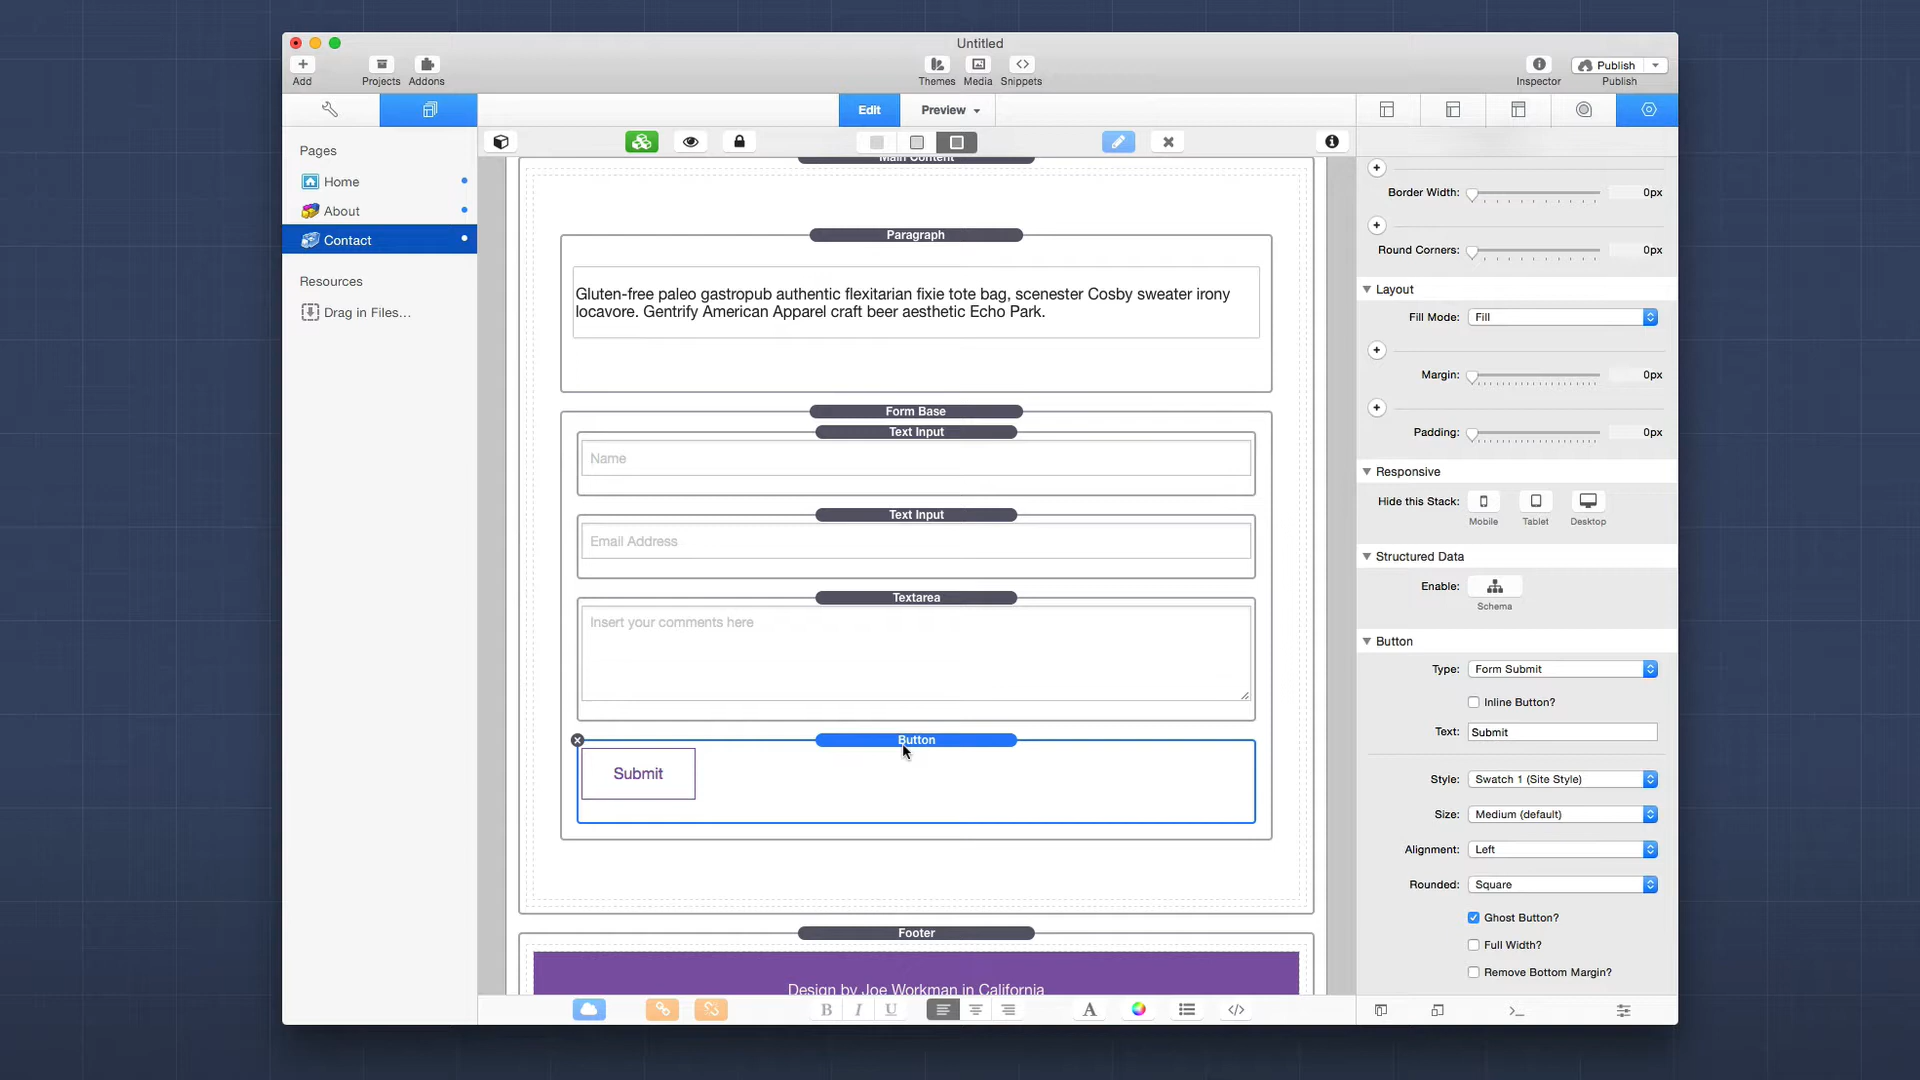 Untitled
Add
Projects
Addons
Themes
Media
Snippets
Inspector
Publish
Publish
Edit
Preview
Pages
Home
About
Contact
Resources
Drag in Files...
Main Content
Paragraph
Gluten-free paleo gastropub authentic flexitarian fixie tote bag, scenester Cosby sweater irony
locavore. Gentrify American Apparel craft beer aesthetic Echo Park.
Form Base
Text Input
Name
Text Input
Email Address
Textarea
Insert your comments here
Button
Submit
Footer
Design by Joe Workman in California
B I U
A
Border Width: 0px
Round Corners: 0px
Layout
Fill Mode: Fill
Margin: 0px
Padding: 0px
Responsive
Hide this Stack:
Mobile
Tablet
Desktop
Structured Data
Enable:
Schema
Button
Type: Form Submit
Inline Button?
Text: Submit
Style: Swatch 1 (Site Style)
Size: Medium (default)
Alignment: Left
Rounded: Square
Ghost Button?
Full Width?
Remove Bottom Margin?